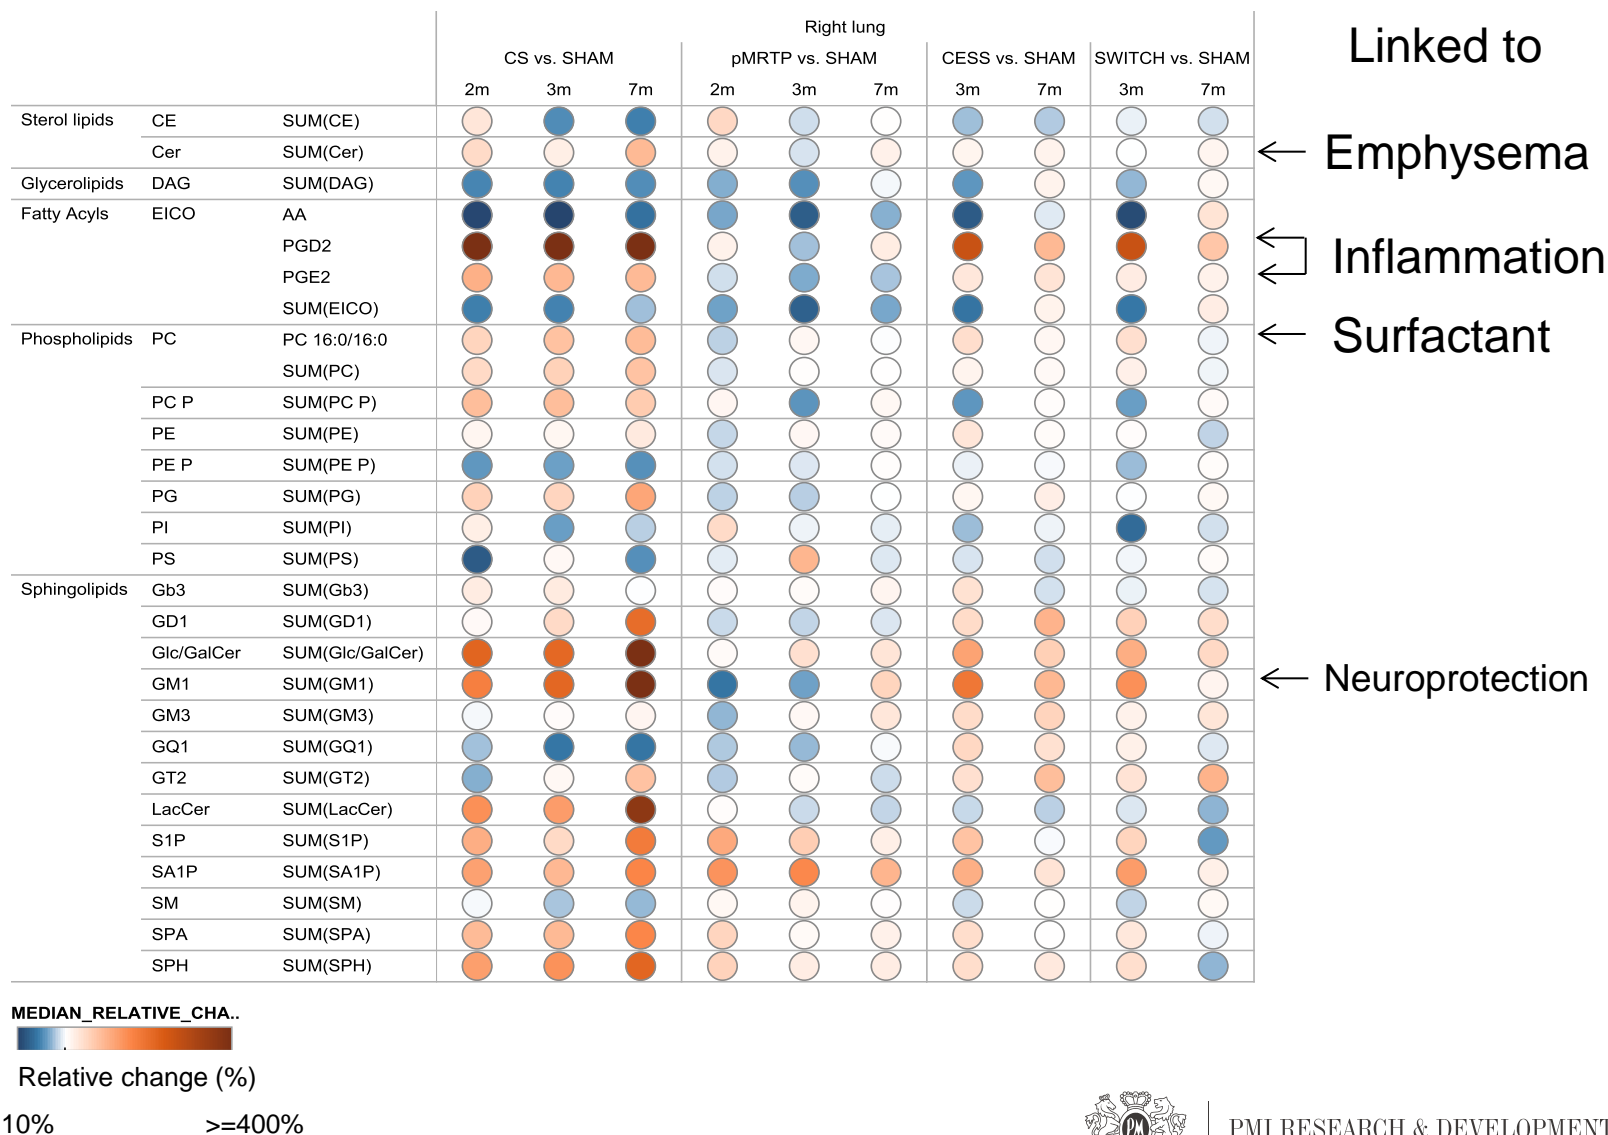 Right lung
Linked to
CS vs. SHAM pMRTP vs. SHAM CESS vs. SHAM SWITCH vs. SHAM
2m 3m 7m 2m 3m 7m 3m 7m 3m 7m
Sterol lipids CE SUM(CE)
Cer SUM(Cer) Emphysema
Glycerolipids DAG SUM(DAG)
Fatty Acyls EICO AA
PGD2
Inflammation
PGE2
SUM(EICO)
Phospholipids PC PC 16:0/16:0 Surfactant
SUM(PC)
PC P SUM(PC P)
PE SUM(PE)
PE P SUM(PE P)
PG SUM(PG)
PI SUM(PI)
PS SUM(PS)
Sphingolipids Gb3 SUM(Gb3)
GD1 SUM(GD1)
Glc/GalCer SUM(Glc/GalCer)
GM1 SUM(GM1) Neuroprotection
GM3 SUM(GM3)
GQ1 SUM(GQ1)
GT2 SUM(GT2)
LacCer SUM(LacCer)
S1P SUM(S1P)
SA1P SUM(SA1P)
SM SUM(SM)
SPA SUM(SPA)
SPH SUM(SPH)
MEDIAN_RELATIVE_CHA..
Relative change (%)
10% >=400%
PM
PMI RESEARCH & DEVELOPMENT